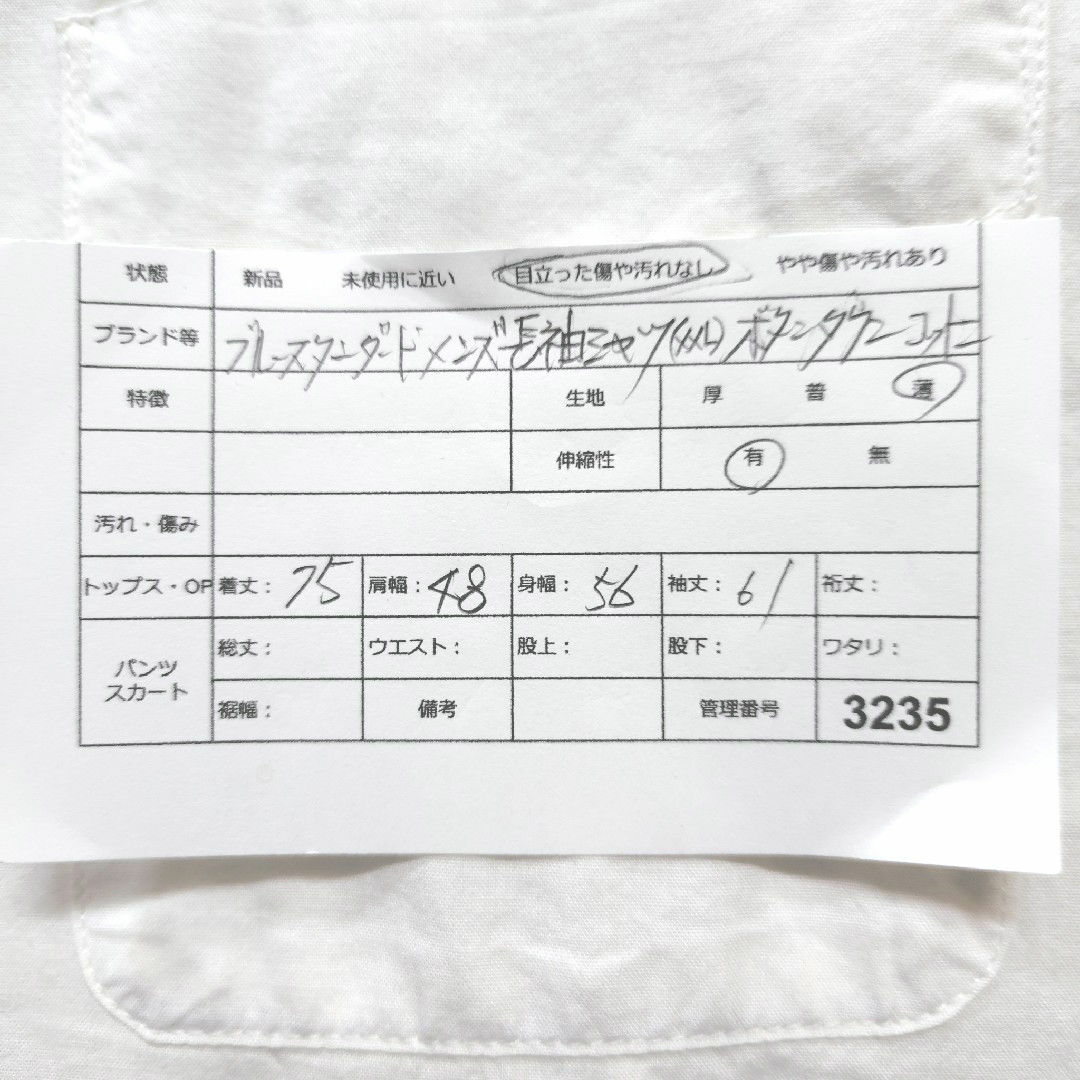 状態 新品 未使用に近い 目立った傷や汚れなし やや傷や汚れあり
ブランド等 ブルースタンダード メンズ 長袖シャツ(XXL) ボタンダウン コットン
特徴 生地 厚 普 薄
伸縮性 有 無
汚れ・傷み
トップス・OP 着丈: 75 肩幅: 48 身幅: 56 袖丈: 61 裄丈:
パンツ スカート 総丈: ウエスト: 股上: 股下: ワタリ:
裾幅: 備考 管理番号 3235